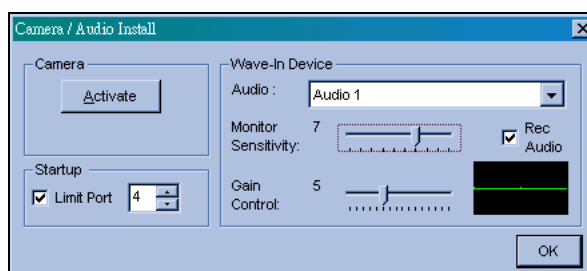 Camera / Audio Install
Camera
Activate
Startup
Limit Port 4
Wave-In Device
Audio : Audio 1
Monitor Sensitivity: 7
Rec Audio
Gain Control: 5
OK